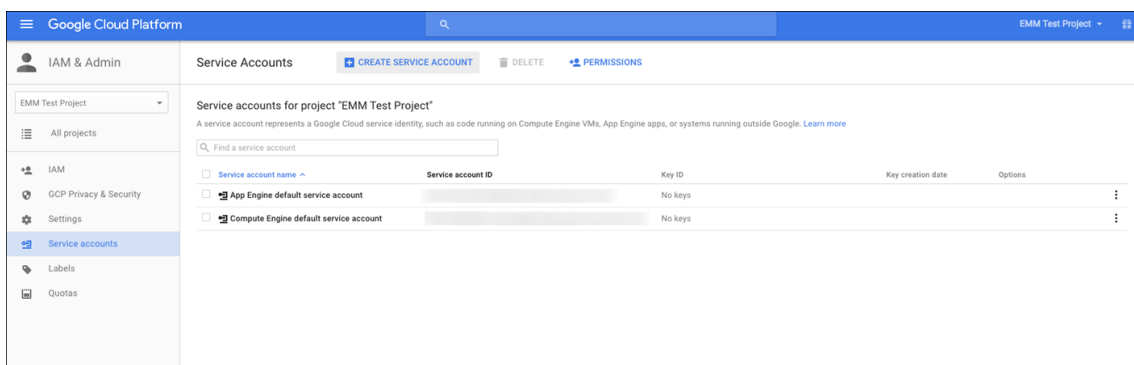 Google Cloud Platform
EMM Test Project
IAM & Admin
Service Accounts
CREATE SERVICE ACCOUNT
DELETE
PERMISSIONS
EMM Test Project
All projects
IAM
GCP Privacy & Security
Settings
Service accounts
Labels
Quotas
Service accounts for project "EMM Test Project"
A service account represents a Google Cloud service identity, such as code running on Compute Engine VMs, App Engine apps, or systems running outside Google. Learn more
Find a service account
Service account name Service account ID Key ID Key creation date Options
App Engine default service account No keys
Compute Engine default service account No keys